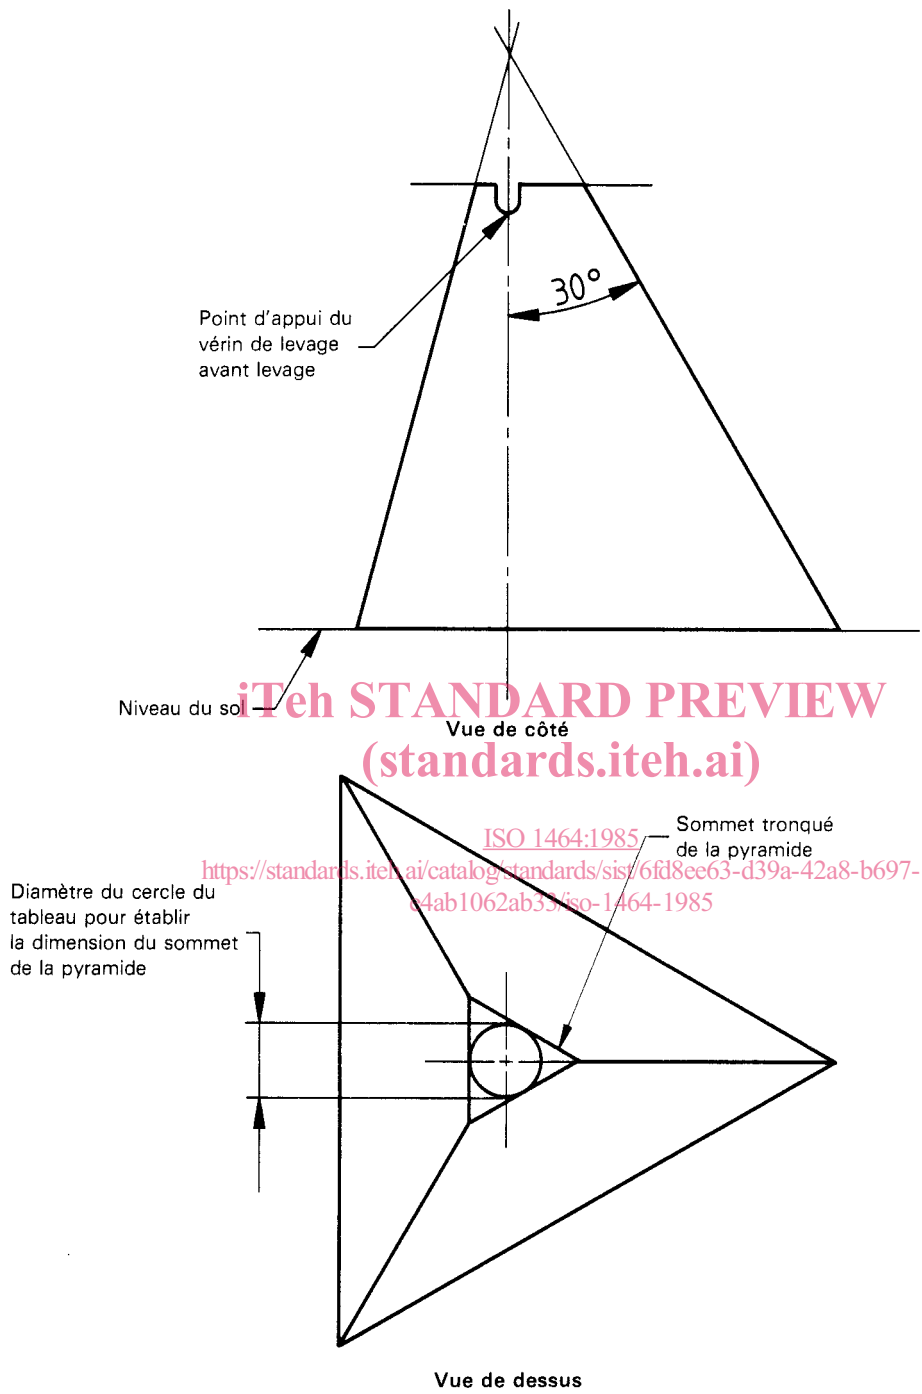 30°
Point d'appui du
vérin de levage
avant levage
Niveau du sol
iTeh STANDARD PREVIEW
Vue de côté
(standards.iteh.ai)
ISO 1464:1985
Sommet tronqué
de la pyramide
https://standards.iteh.ai/catalog/standards/sist/6fd8ee63-d39a-42a8-b697-
c4ab1062ab33/iso-1464-1985
Diamètre du cercle du
tableau pour établir
la dimension du sommet
de la pyramide
Vue de dessus